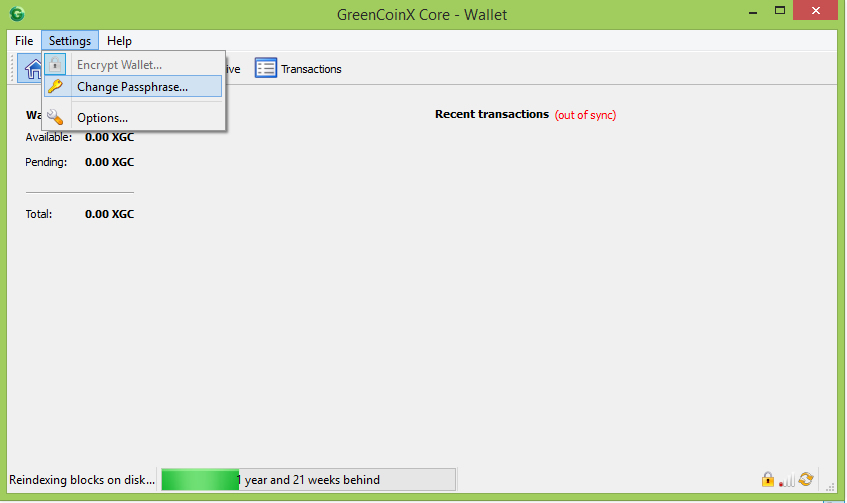 GreenCoinX Core - Wallet
File Settings Help
Encrypt Wallet...
ive Transactions
Change Passphrase...
Options...
Wa
Recent transactions (out of sync)
Available: 0.00 XGC
Pending: 0.00 XGC
Total: 0.00 XGC
Reindexing blocks on disk... 1 year and 21 weeks behind